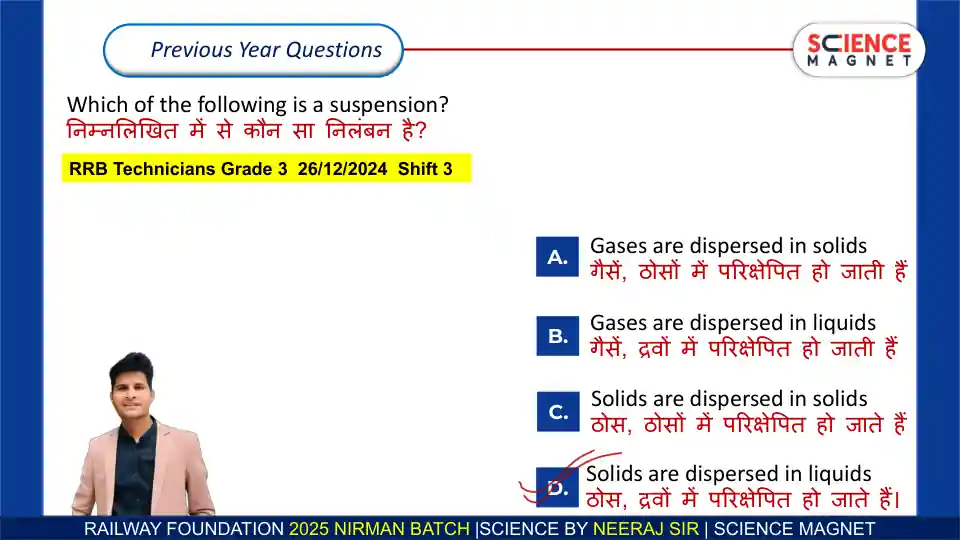 Previous Year Questions
SCIENCE
MAGNET
Which of the following is a suspension?
निम्नलिखित में से कौन सा निलंबन है?
RRB Technicians Grade 3 26/12/2024 Shift 3
A. Gases are dispersed in solids
गैसें, ठोसों में परिक्षेपित हो जाती हैं
B. Gases are dispersed in liquids
गैसें, द्रवों में परिक्षेपित हो जाती हैं
C. Solids are dispersed in solids
ठोस, ठोसों में परिक्षेपित हो जाते हैं
D. Solids are dispersed in liquids
ठोस, द्रवों में परिक्षेपित हो जाते हैं।
RAILWAY FOUNDATION 2025 NIRMAN BATCH |SCIENCE BY NEERAJ SIR | SCIENCE MAGNET